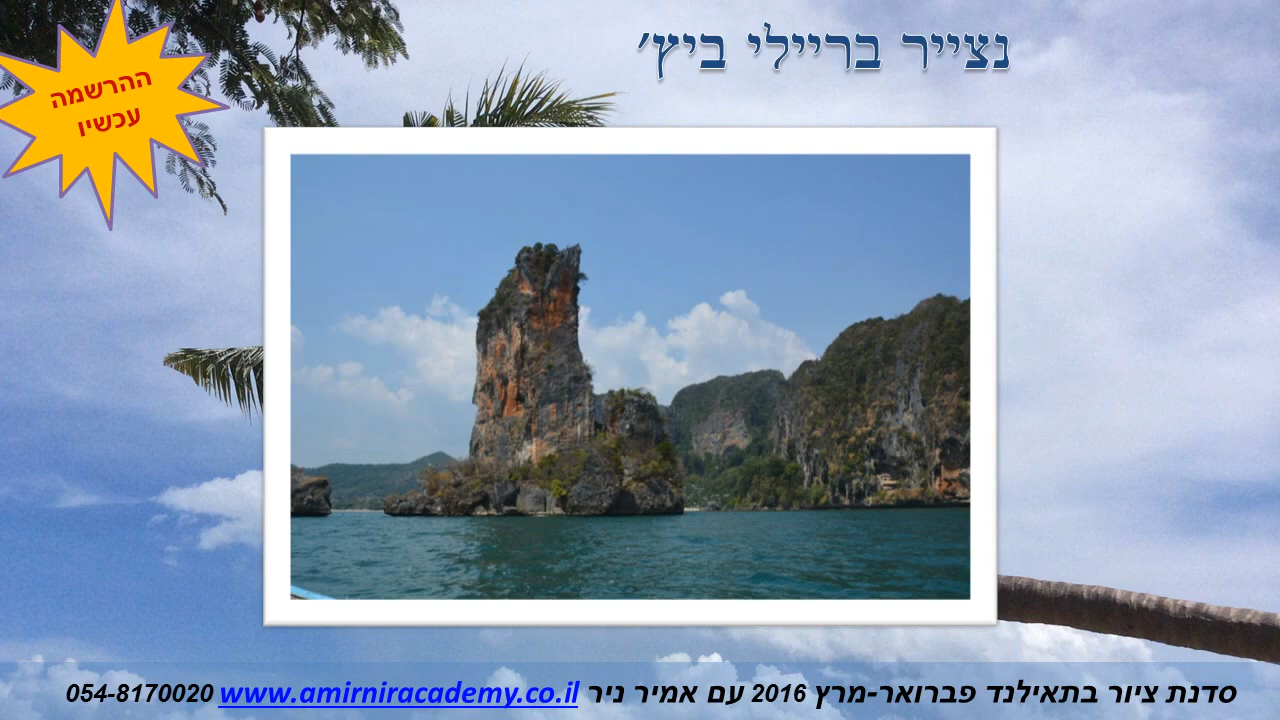 נצייר בריילי ביץ'
ההרשמה
עכשיו
סדנת ציור בתאילנד פברואר-מרץ 2016 עם אמיר ניר www.amirniracademy.co.il 054-8170020